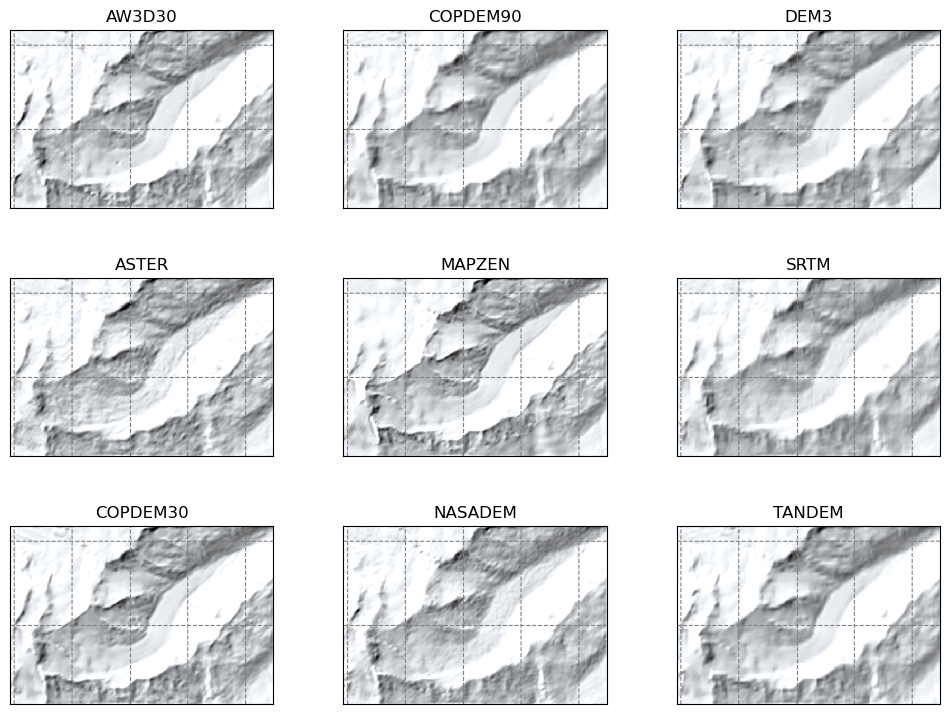 AW3D30
COPDEM90
DEM3
ASTER
MAPZEN
SRTM
COPDEM30
NASADEM
TANDEM